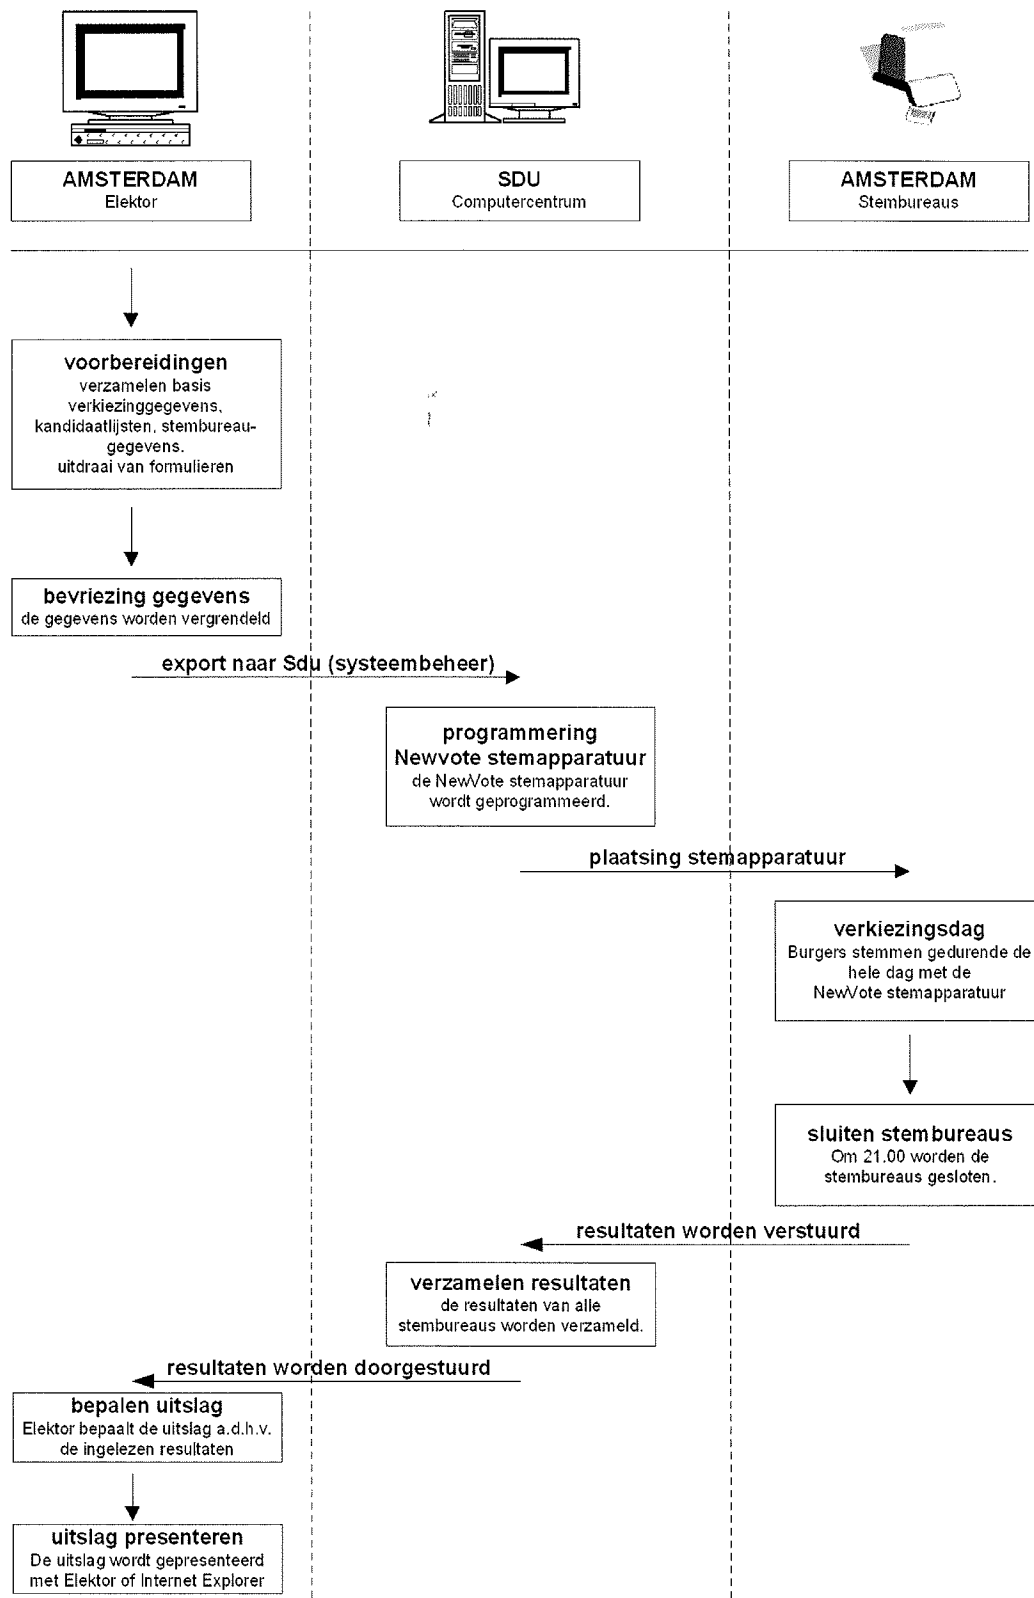 AMSTERDAM
Elektor
SDU
Computercentrum
AMSTERDAM
Stembureaus
voorbereidingen
verzamelen basis
verkiezinggegevens,
kandidaatlijsten, stembureau-
gegevens.
uitdraai van formulieren
bevriezing gegevens
de gegevens worden vergrendeld
export naar Sdu (systeembeheer)
programmering
Newvote stemapparatuur
de NewVote stemapparatuur
wordt geprogrammeerd.
plaatsing stemapparatuur
verkiezingsdag
Burgers stemmen gedurende de
hele dag met de
NewVote stemapparatuur
sluiten stembureaus
Om 21.00 worden de
stembureaus gesloten.
resultaten worden verstuurd
verzamelen resultaten
de resultaten van alle
stembureaus worden verzameld.
resultaten worden doorgestuurd
bepalen uitslag
Elektor bepaalt de uitslag a.d.h.v.
de ingelezen resultaten
uitslag presenteren
De uitslag wordt gepresenteerd
met Elektor of Internet Explorer